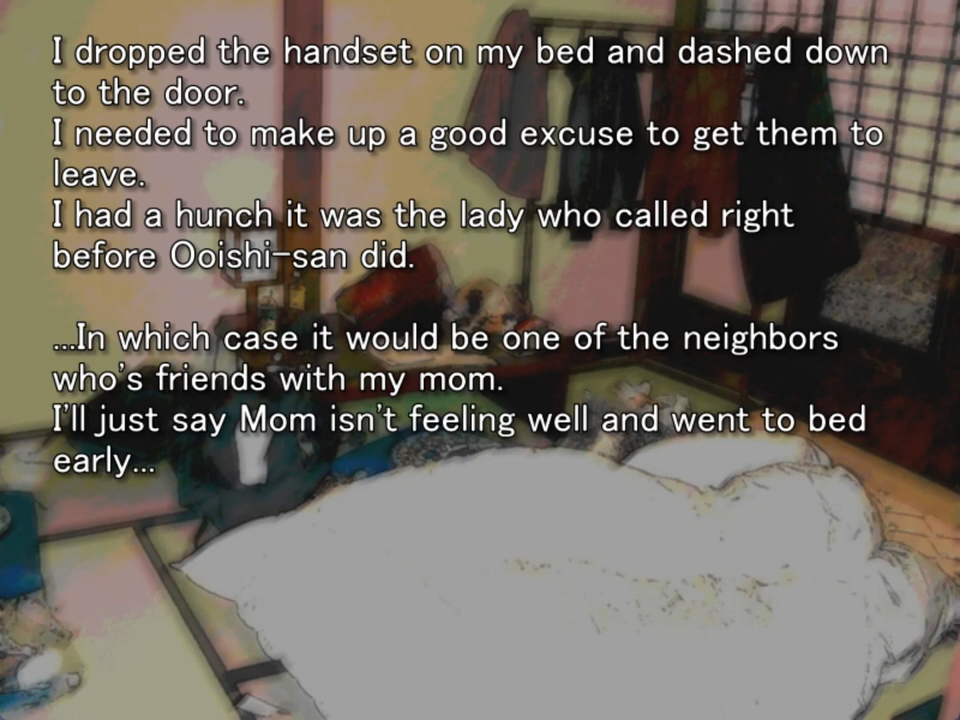 I dropped the handset on my bed and dashed down
to the door.
I needed to make up a good excuse to get them to
leave.
I had a hunch it was the lady who called right
before Ooishi-san did.
...In which case it would be one of the neighbors
who's friends with my mom.
I'll just say Mom isn't feeling well and went to bed
early...